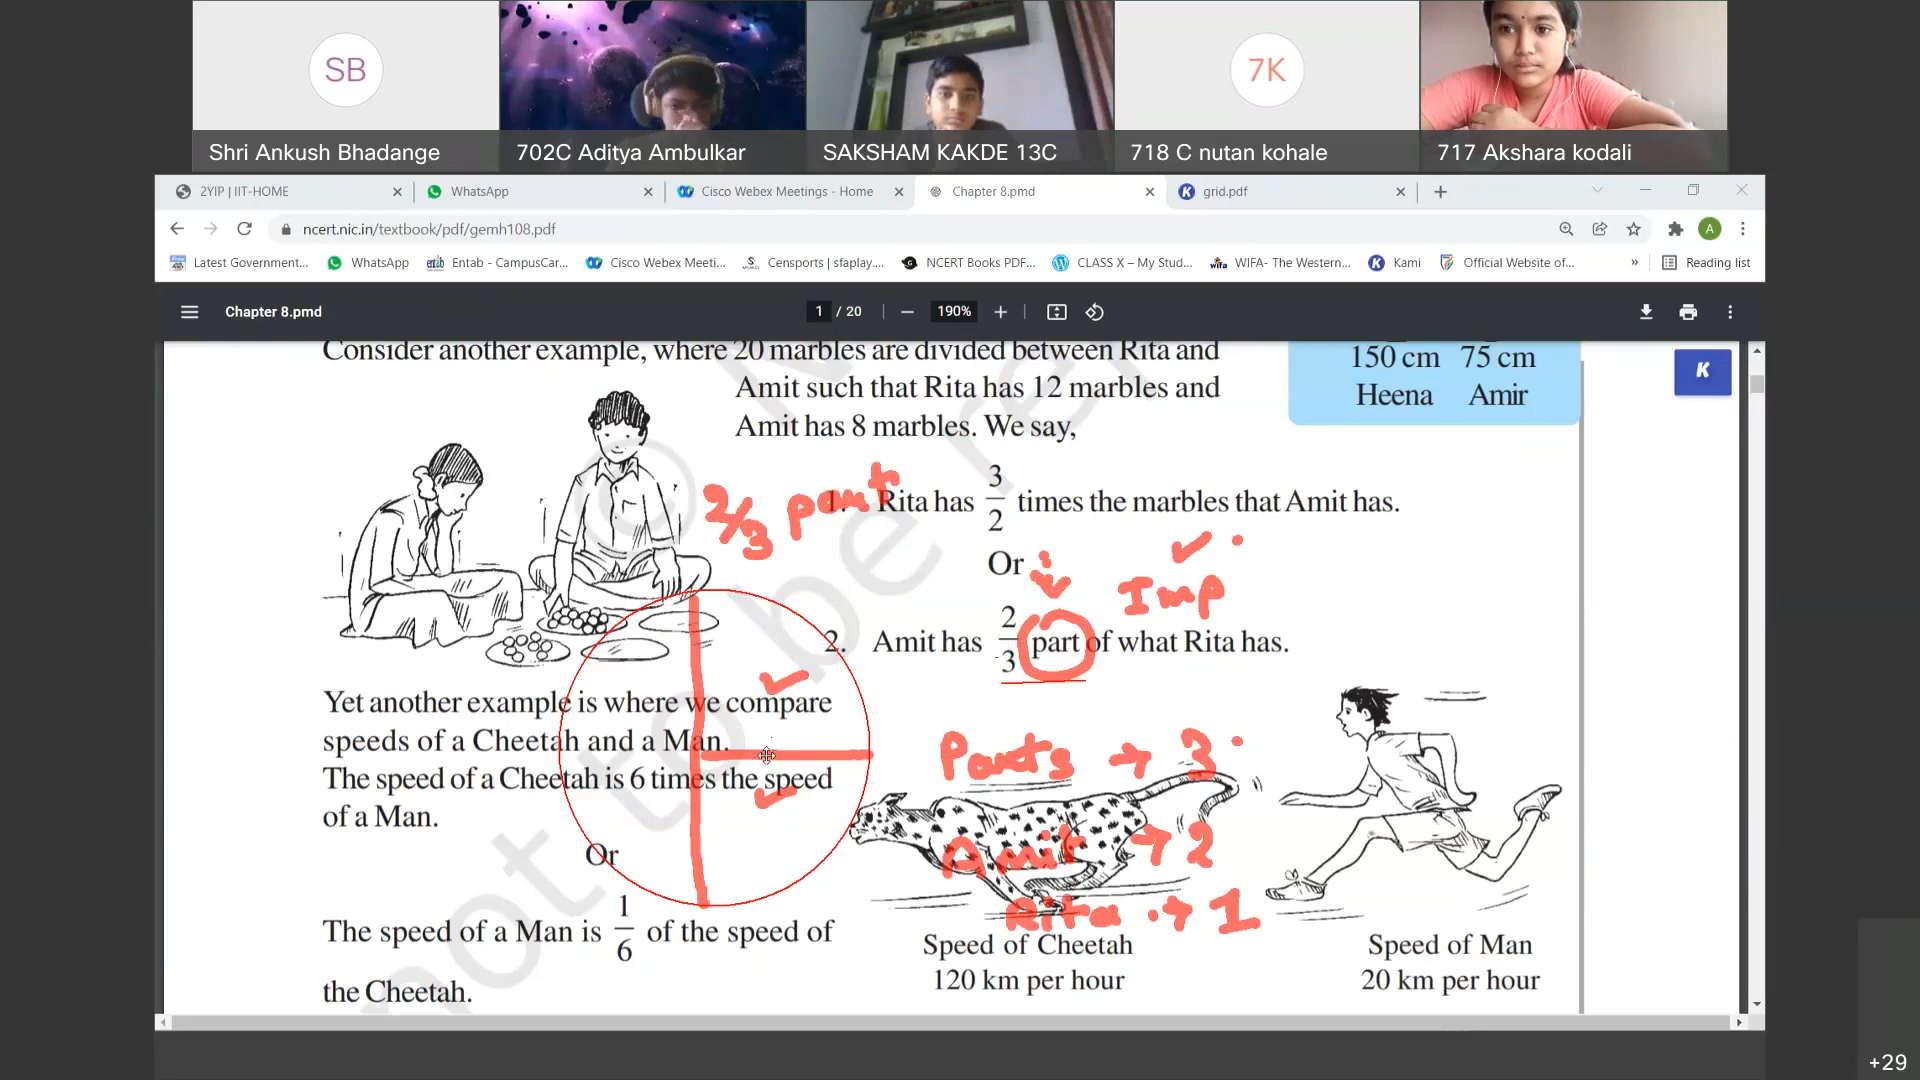 SB
7K
Shri Ankush Bhadange
702C Aditya Ambulkar
SAKSHAM KAKDE 13C
718 C nutan kohale
717 Akshara kodali
2YIP | IIT-HOME
WhatsApp
Cisco Webex Meetings - Home
Chapter 8.pmd
grid.pdf
ncert.nic.in/textbook/pdf/gemh108.pdf
A
Latest Government...
WhatsApp
Entab - CampusCar...
Cisco Webex Meeti...
Censports | sfaplay....
NCERT Books PDF...
CLASS X – My Stud...
WIFA- The Western...
Kami
Official Website of...
»
Reading list
Chapter 8.pmd
1 / 20
190%
Consider another example, where 20 marbles are divided between Rita and
Amit such that Rita has 12 marbles and
Amit has 8 marbles. We say,
150 cm 75 cm
Heena Amir
K
2/3 part
1. Rita has 3/2 times the marbles that Amit has.
Or
Imp
2. Amit has 2/3 part of what Rita has.
Yet another example is where we compare
speeds of a Cheetah and a Man.
The speed of a Cheetah is 6 times the speed
of a Man.
Or
The speed of a Man is 1/6 of the speed of
the Cheetah.
Parts → 3
Amit → 2
Rita → 1
Speed of Cheetah
120 km per hour
Speed of Man
20 km per hour
not to be re
+29